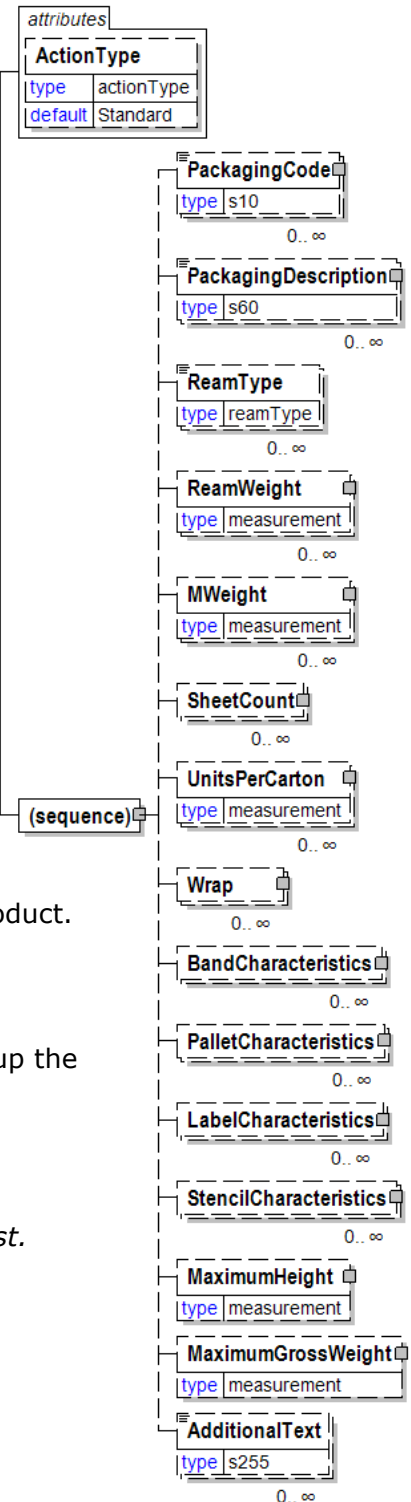 attributes
ActionType
type actionType
default Standard
PackagingCode
type s10
0.. ∞
PackagingDescription
type s60
0.. ∞
ReamType
type reamType
0.. ∞
ReamWeight
type measurement
0.. ∞
MWeight
type measurement
0.. ∞
SheetCount
0.. ∞
UnitsPerCarton
type measurement
0.. ∞
(sequence)
Wrap
0.. ∞
oduct.
BandCharacteristics
0.. ∞
PalletCharacteristics
up the
0.. ∞
LabelCharacteristics
0.. ∞
StencilCharacteristics
0.. ∞
st.
MaximumHeight
type measurement
MaximumGrossWeight
type measurement
AdditionalText
type s255
0.. ∞